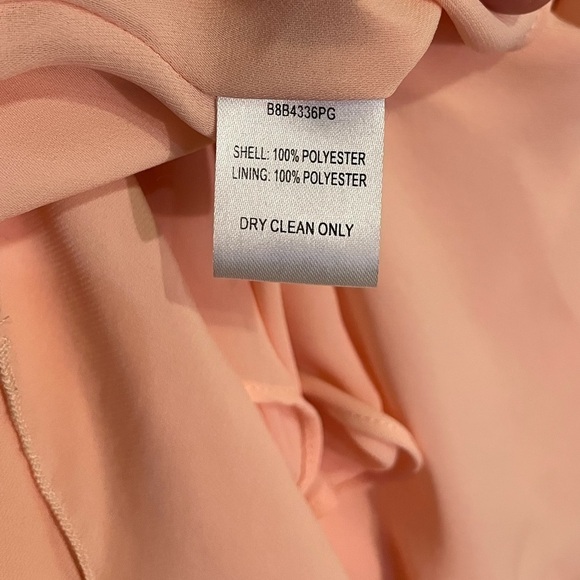 B8B4336PG
SHELL: 100% POLYESTER
LINING: 100% POLYESTER
DRY CLEAN ONLY